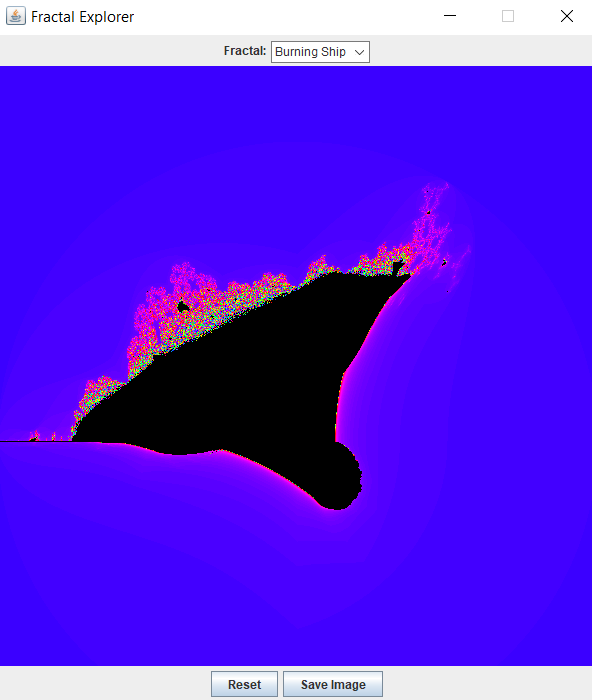 Fractal Explorer
Fractal: Burning Ship
Reset Save Image